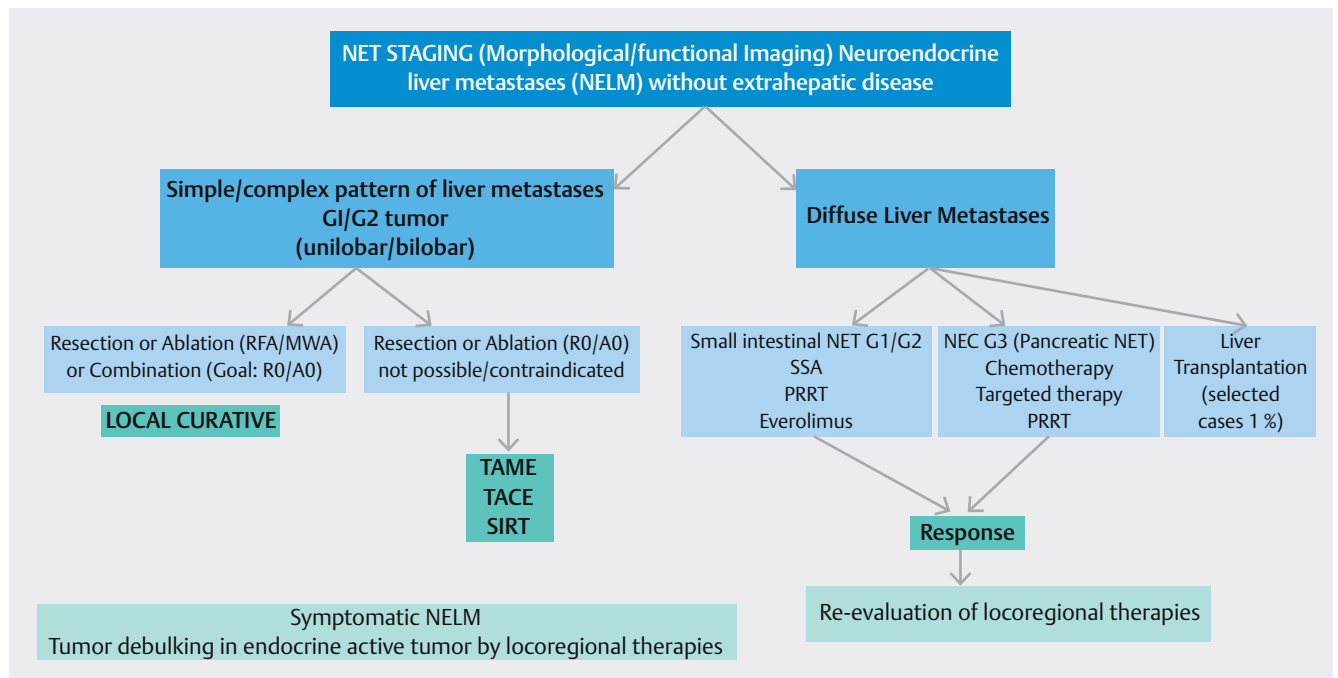 NET STAGING (Morphological/functional Imaging) Neuroendocrine
liver metastases (NELM) without extrahepatic disease
Simple/complex pattern of liver metastases
GI/G2 tumor
(unilobar/bilobar)
Diffuse Liver Metastases
Resection or Ablation (RFA/MWA)
or Combination (Goal: R0/A0)
Resection or Ablation (R0/A0)
not possible/contraindicated
Small intestinal NET G1/G2
SSA
PRRT
Everolimus
NEC G3 (Pancreatic NET)
Chemotherapy
Targeted therapy
PRRT
Liver
Transplantation
(selected
cases 1 %)
LOCAL CURATIVE
TAME
TACE
SIRT
Response
Re-evaluation of locoregional therapies
Symptomatic NELM
Tumor debulking in endocrine active tumor by locoregional therapies